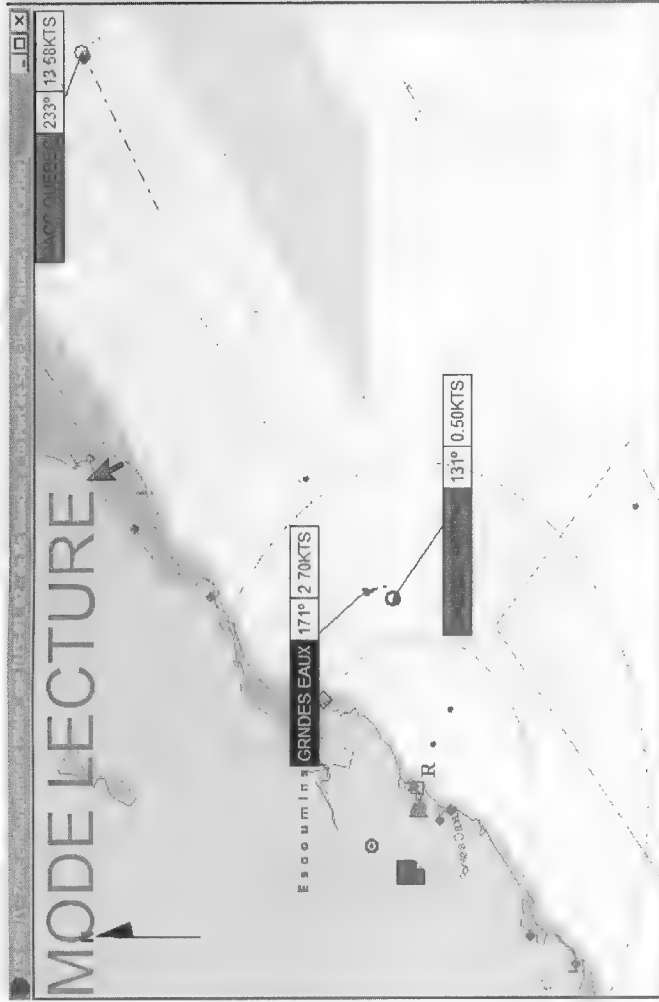 MODE LECTURE
233° 13.58KTS
Escoumins
GRNDES EAUX 171° 2.70KTS
131° 0.50KTS
R